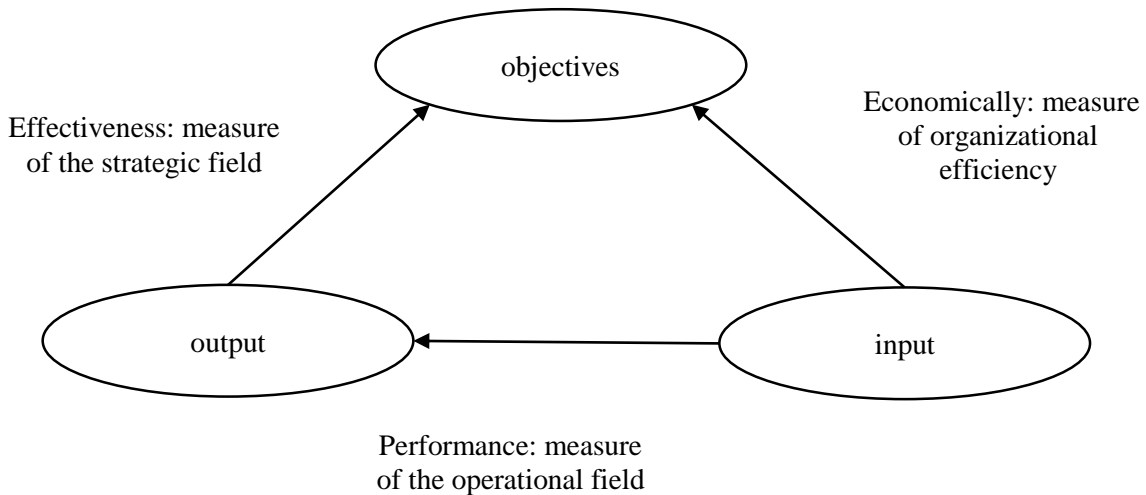 objectives
Effectiveness: measure
of the strategic field
Economically: measure
of organizational
efficiency
output
input
Performance: measure
of the operational field